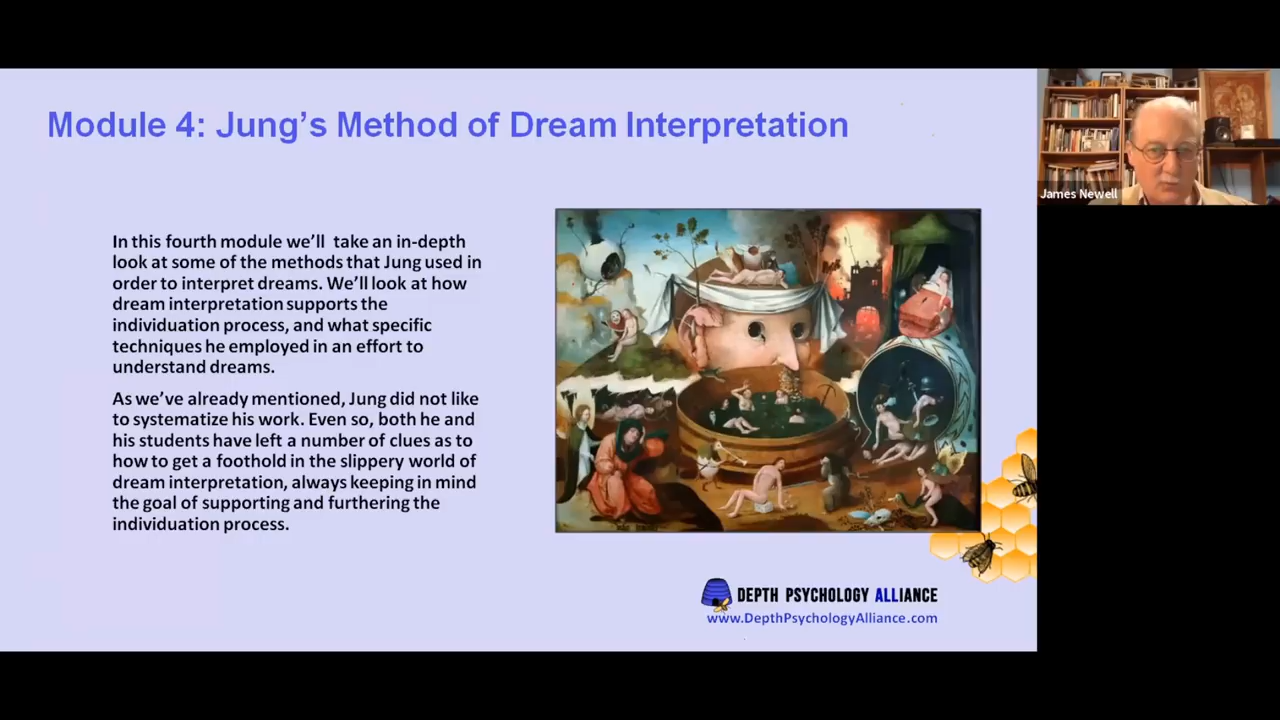 Module 4: Jung's Method of Dream Interpretation
In this fourth module we'll  take an in-depth
look at some of the methods that Jung used in
order to interpret dreams. We'll look at how
dream interpretation supports the
individuation process, and what specific
techniques he employed in an effort to
understand dreams.
As we've already mentioned, Jung did not like
to systematize his work. Even so, both he and
his students have left a number of clues as to
how to get a foothold in the slippery world of
dream interpretation, always keeping in mind
the goal of supporting and furthering the
individuation process.
DEPTH PSYCHOLOGY ALLIANCE
www.DepthPsychologyAlliance.com
James Newell